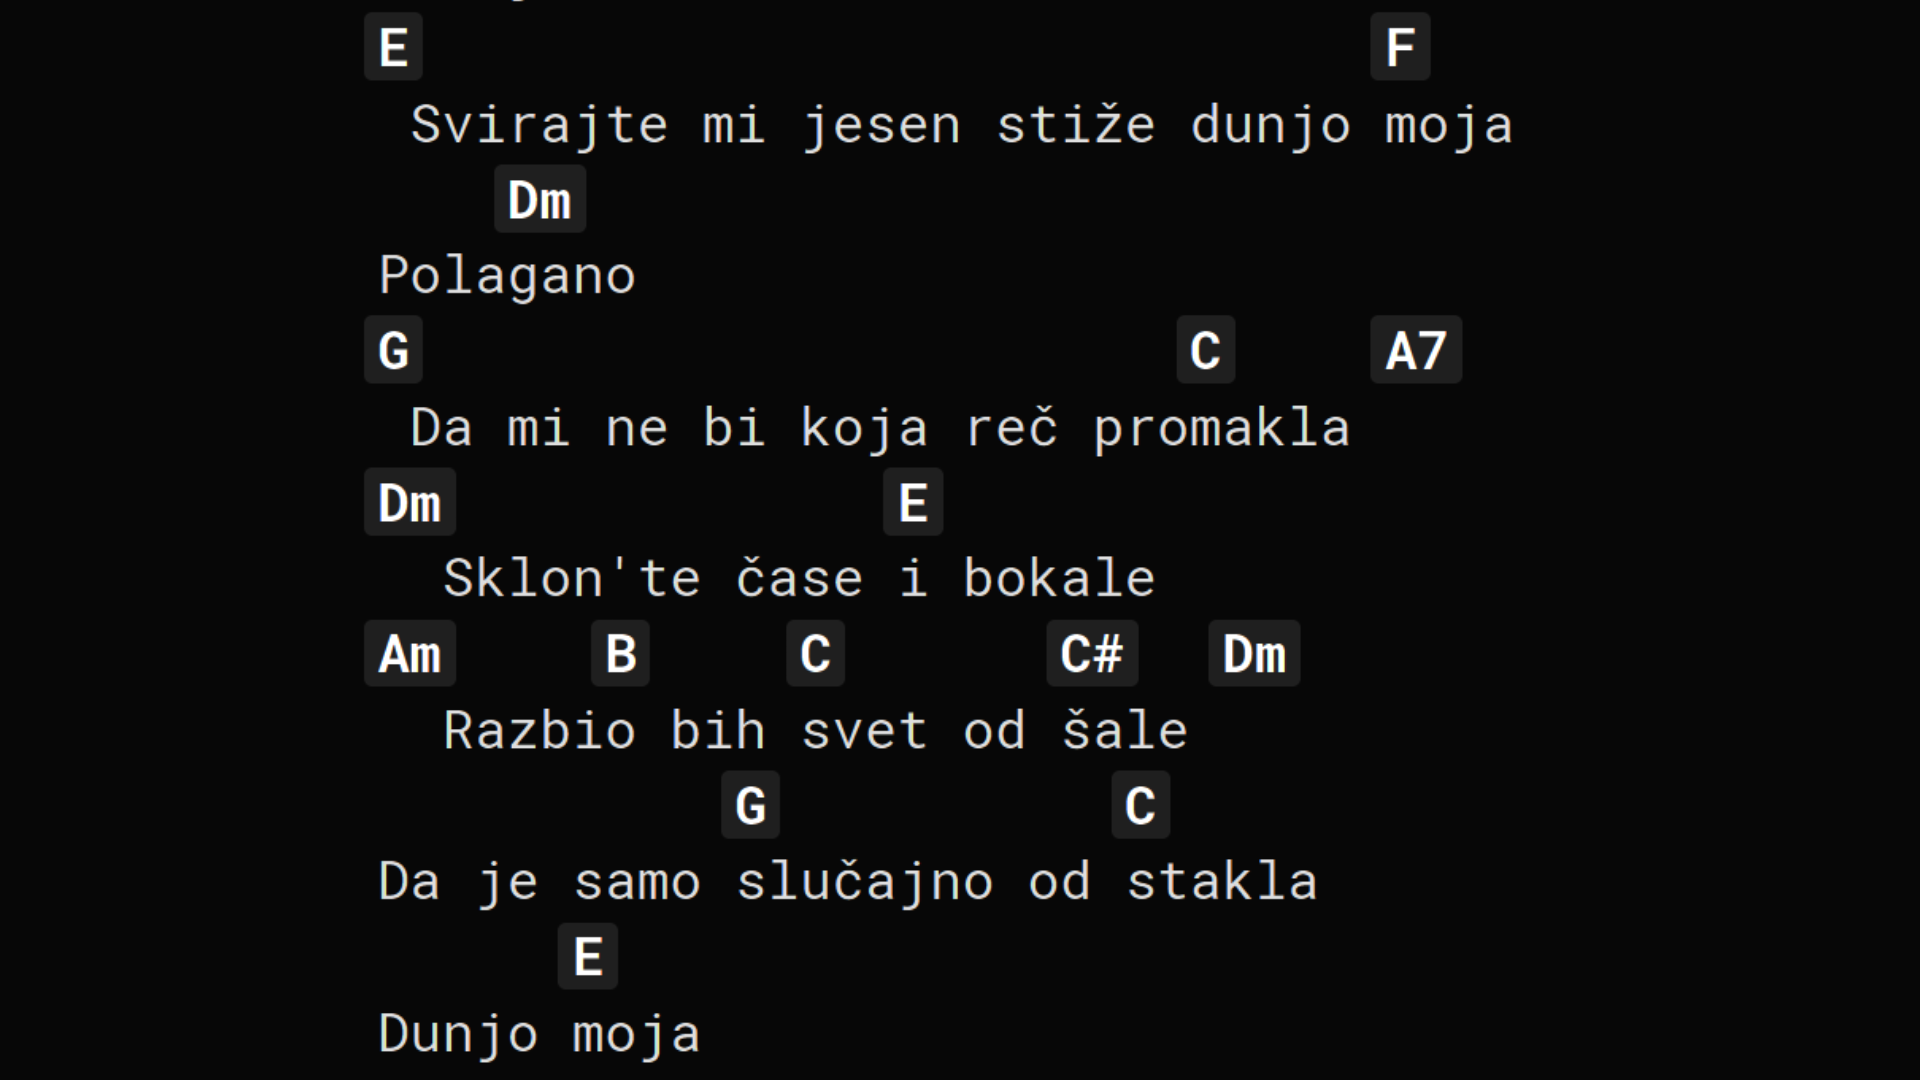 E F
Svirajte mi jesen stiže dunjo moja
Dm
Polagano
G C A7
Da mi ne bi koja reč promakla
Dm E
Sklon'te čase i bokale
Am B C C# Dm
Razbio bih svet od šale
G C
Da je samo slučajno od stakla
E
Dunjo moja